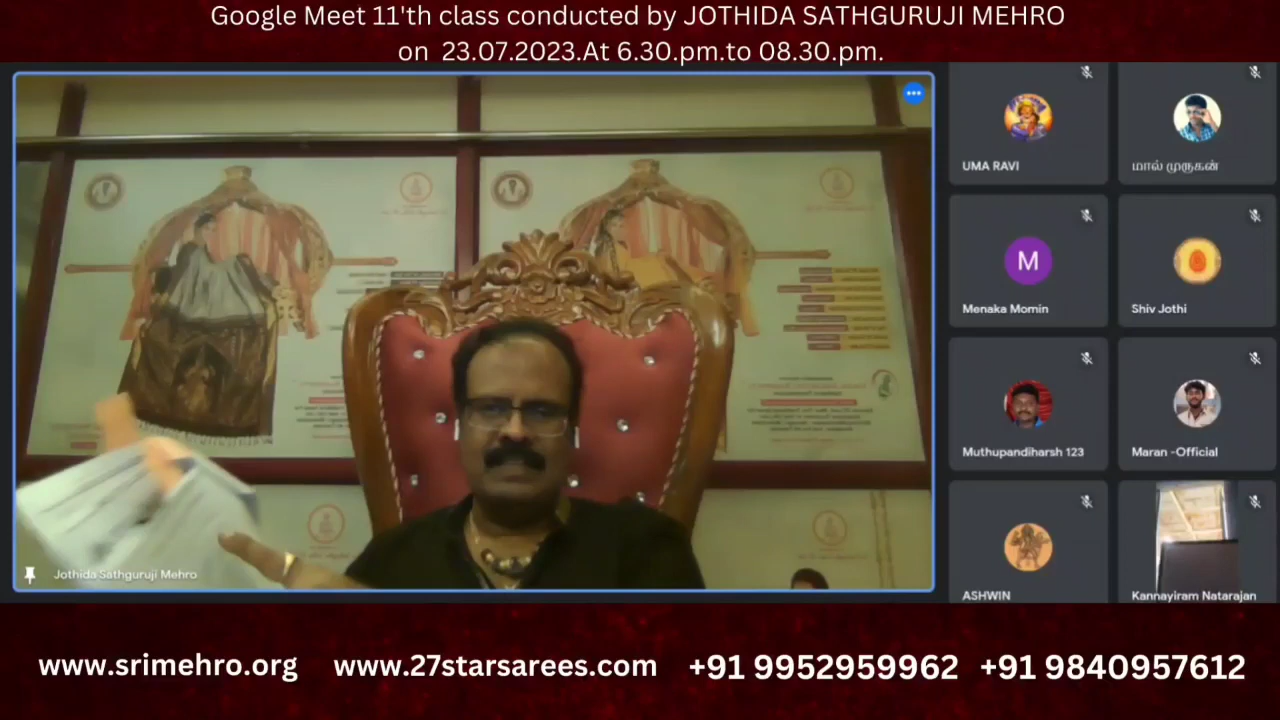 Google Meet 11'th class conducted by JOTHIDA SATHGURUJI MEHRO
on 23.07.2023.At 6.30.pm.to 08.30.pm.
UMA RAVI
மால் முருகன்
M
Menaka Momin
Shiv Jothi
Muthupandiharsh 123
Maran -Official
ASHWIN
Kannayiram Natarajan
Jothida Sathguruji Mehro
www.srimehro.org www.27starsarees.com +91 9952959962 +91 9840957612